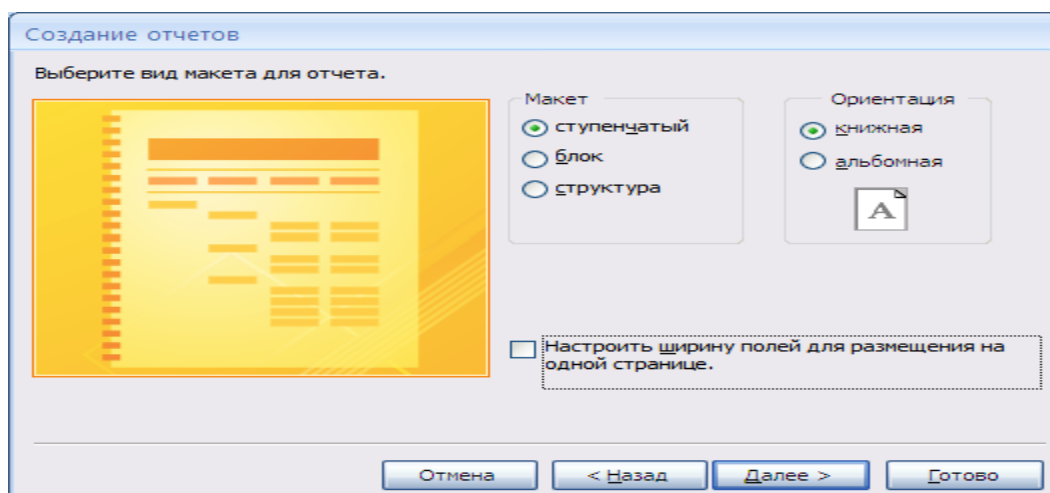 Создание отчетов
Выберите вид макета для отчета.
Макет
ступенчатый
блок
структура
Ориентация
книжная
альбомная
A
Настроить ширину полей для размещения на
одной странице.
Отмена
< Назад
Далее >
Готово